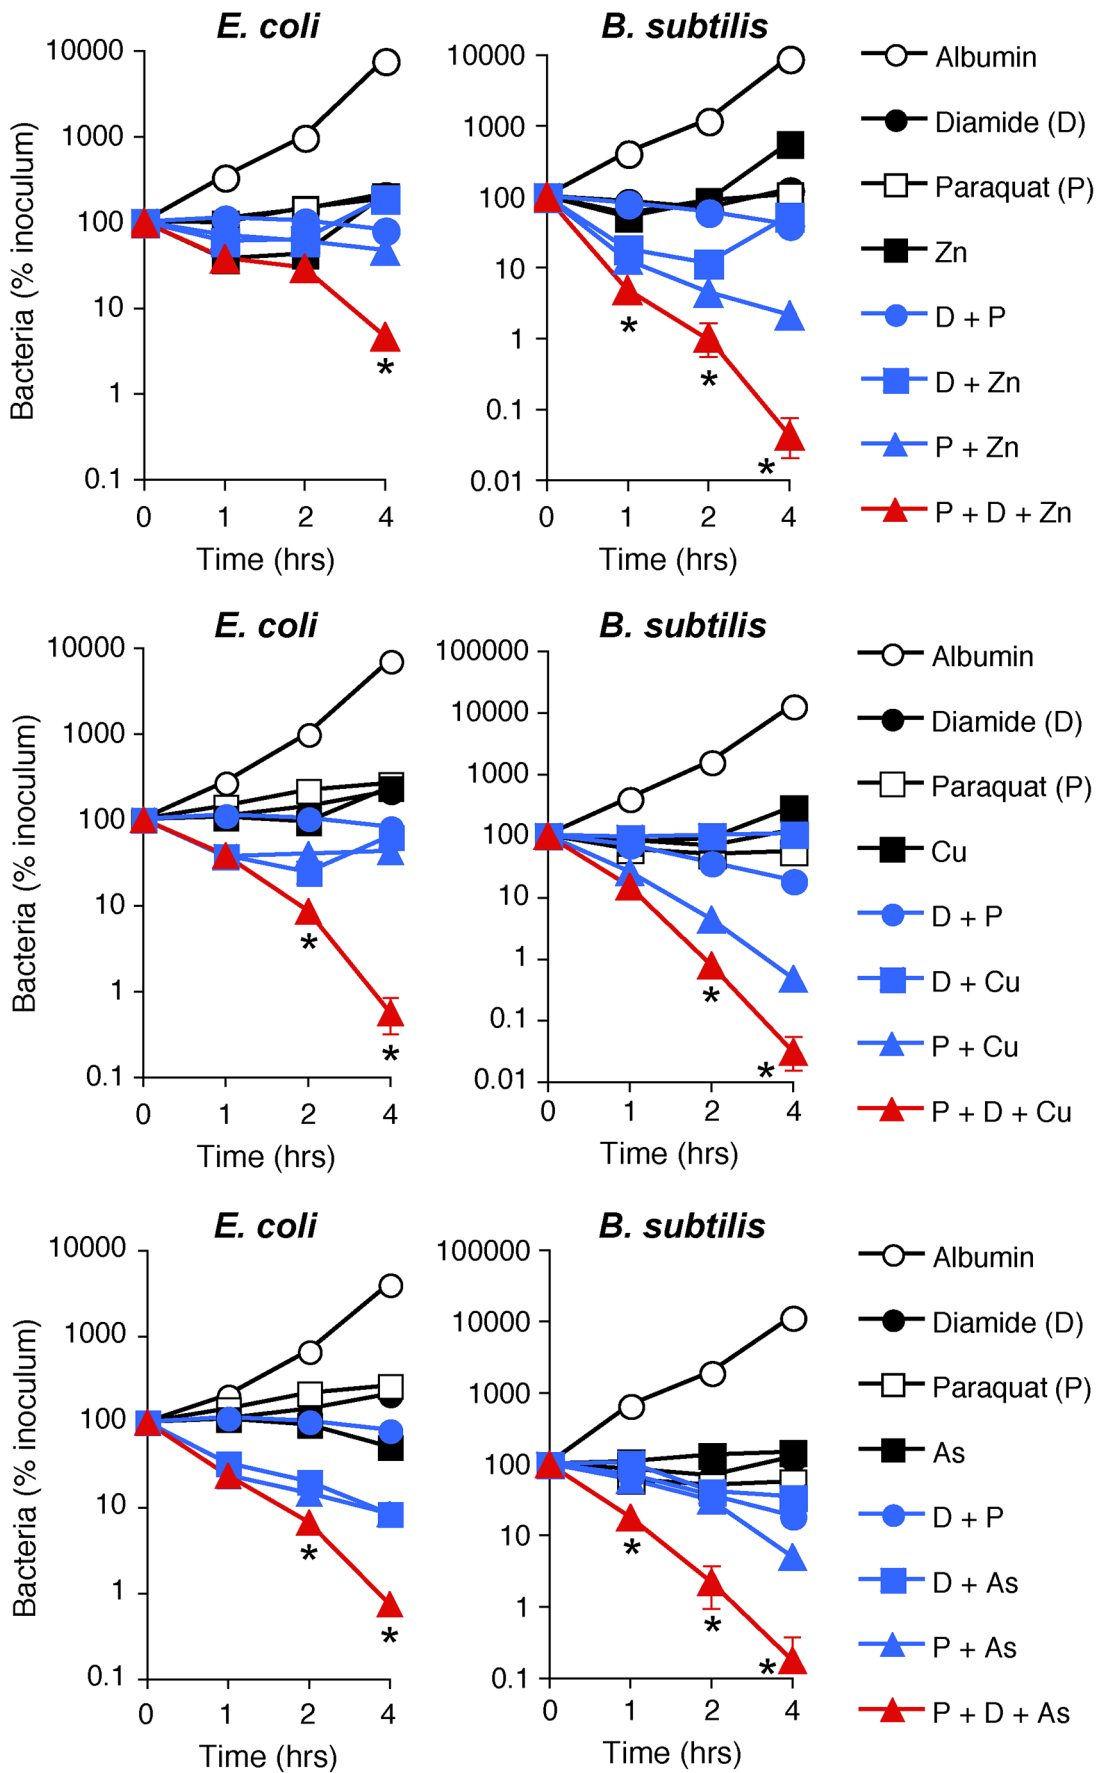 E. coli
B. subtilis
Bacteria (% inoculum)
10000
1000
100
10
1
0.1
0
1
2
4
Time (hrs)
10000
1000
100
10
1
0.1
0.01
0
1
2
4
Time (hrs)
*
*
*
*
Albumin
Diamide (D)
Paraquat (P)
Zn
D + P
D + Zn
P + Zn
P + D + Zn
E. coli
B. subtilis
Bacteria (% inoculum)
10000
1000
100
10
1
0.1
0
1
2
4
Time (hrs)
100000
10000
1000
100
10
1
0.1
0.01
0
1
2
4
Time (hrs)
*
*
*
*
Albumin
Diamide (D)
Paraquat (P)
Cu
D + P
D + Cu
P + Cu
P + D + Cu
E. coli
B. subtilis
Bacteria (% inoculum)
10000
1000
100
10
1
0.1
0
1
2
4
Time (hrs)
100000
10000
1000
100
10
1
0.1
0
1
2
4
Time (hrs)
*
*
*
*
*
Albumin
Diamide (D)
Paraquat (P)
As
D + P
D + As
P + As
P + D + As